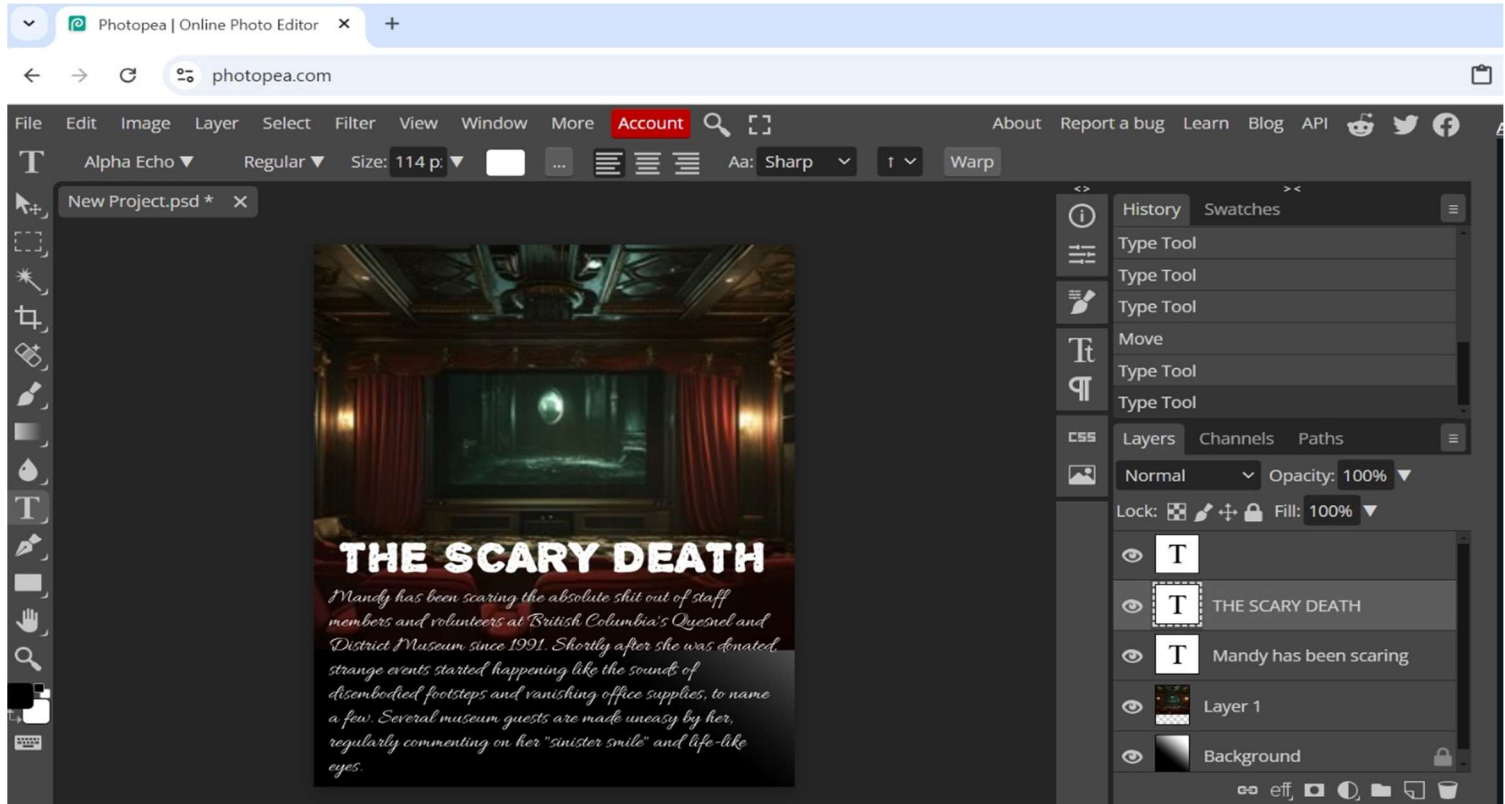 Photopea | Online Photo Editor
photopea.com
File Edit Image Layer Select Filter View Window More Account About Report a bug Learn Blog API
T Alpha Echo Regular Size: 114 p: ... Aa: Sharp Warp
New Project.psd *
History Swatches
Type Tool
Type Tool
Type Tool
Move
Type Tool
Type Tool
CSS
Layers Channels Paths
Normal Opacity: 100%
Lock: Fill: 100%
T
T THE SCARY DEATH
T Mandy has been scaring
Layer 1
Background
eff
THE SCARY DEATH
Mandy has been scaring the absolute shit out of staff
members and volunteers at British Columbia's Quesnel and
District Museum since 1991. Shortly after she was donated,
strange events started happening like the sounds of
disembodied footsteps and vanishing office supplies, to name
a few. Several museum guests are made uneasy by her,
regularly commenting on her "sinister smile" and life-like
eyes.